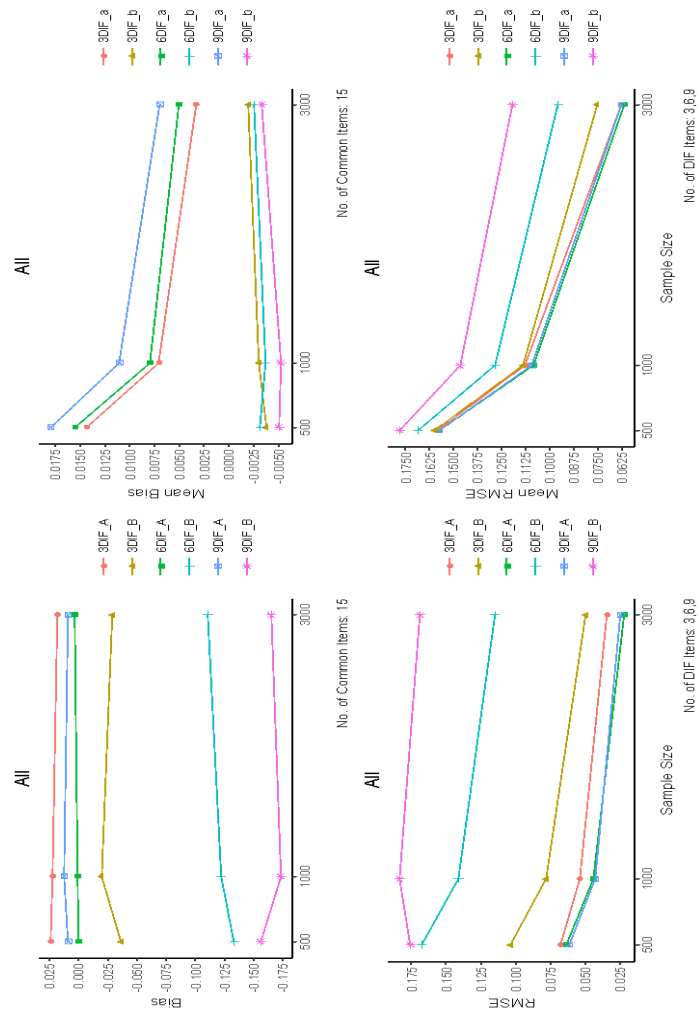 All
0.025
0.000
-0.025
-0.050
-0.075
-0.100
-0.125
-0.150
-0.175
Bias
500
1000
3000
No. of Common Items: 15
3DIF_A
3DIF_B
6DIF_A
6DIF_B
9DIF_A
9DIF_B
All
0.0175
0.0150
0.0125
0.0100
0.0075
0.0050
0.0025
0.0000
-0.0025
-0.0050
Mean Bias
500
1000
3000
No. of Common Items: 15
3DIF_a
3DIF_b
6DIF_a
6DIF_b
9DIF_a
9DIF_b
All
0.175
0.150
0.125
0.100
0.075
0.050
0.025
RMSE
500
1000
3000
Sample Size
No. of DIF Items: 3,6,9
3DIF_A
3DIF_B
6DIF_A
6DIF_B
9DIF_A
9DIF_B
All
0.1750
0.1625
0.1500
0.1375
0.1250
0.1125
0.1000
0.0875
0.0750
0.0625
Mean RMSE
500
1000
3000
Sample Size
No. of DIF Items: 3,6,9
3DIF_a
3DIF_b
6DIF_a
6DIF_b
9DIF_a
9DIF_b